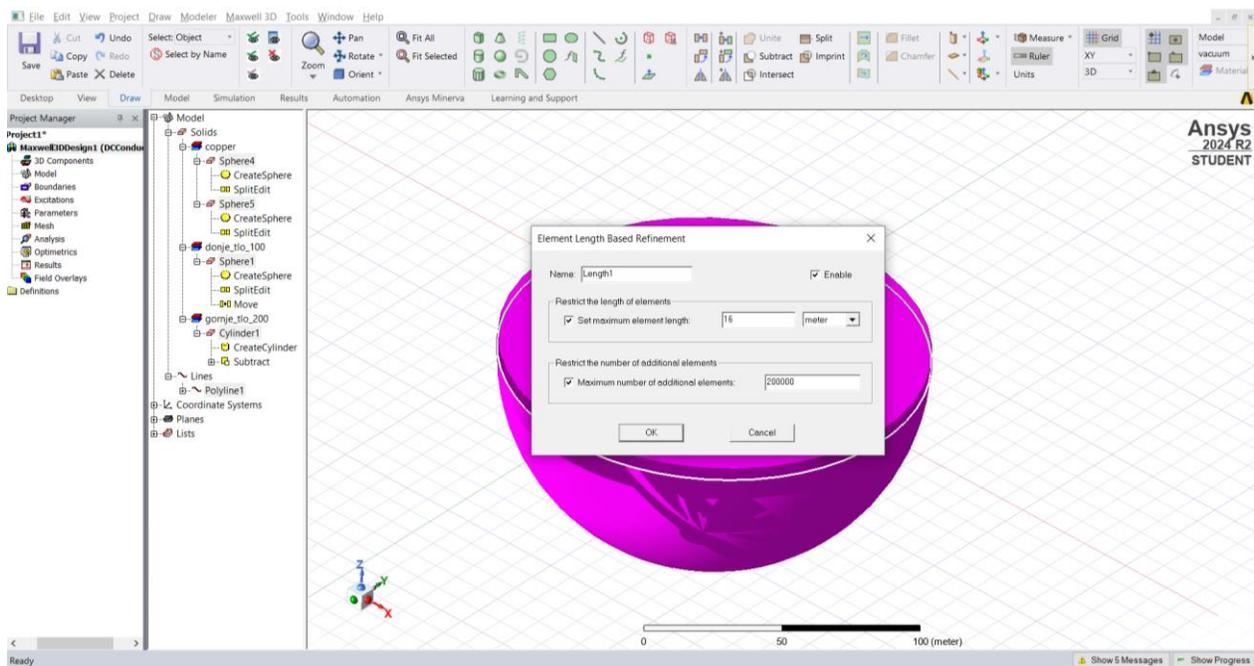 File Edit View Project Draw Modeler Maxwell 3D Tools Window Help
Save
Cut
Copy
Paste
Undo
Redo
Delete
Select: Object
Select by Name
Zoom
Pan
Rotate
Orient
Fit All
Fit Selected
Unite
Subtract
Intersect
Split
Imprint
Fillet
Chamfer
Measure
Ruler
Units
Grid
XY
3D
Model
vacuum
Material
Desktop View Draw Model Simulation Results Automation Ansys Minerva Learning and Support
Project Manager
Project1*
Maxwell3DDesign1 (DCCondu
3D Components
Model
Boundaries
Excitations
Parameters
Mesh
Analysis
Optimetrics
Results
Field Overlays
Definitions
Model
Solids
copper
Sphere4
CreateSphere
SplitEdit
Sphere5
CreateSphere
SplitEdit
donje_tlo_100
Sphere1
CreateSphere
SplitEdit
Move
gornje_tlo_200
Cylinder1
CreateCylinder
Subtract
Lines
Polyline1
Coordinate Systems
Planes
Lists
Ansys
2024 R2
STUDENT
Element Length Based Refinement
Name: Length1
Enable
Restrict the length of elements
Set maximum element length: 16 meter
Restrict the number of additional elements
Maximum number of additional elements: 200000
OK Cancel
Z
Y
X
0 50 100 (meter)
Ready
Show 5 Messages
Show Progress